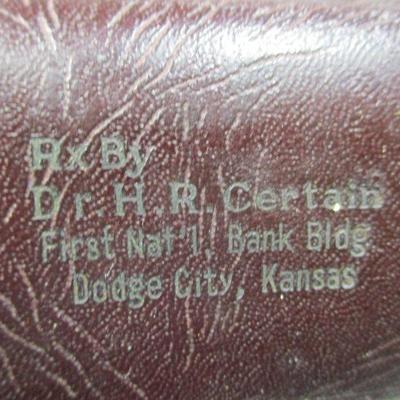 Rx By
Dr. H. R. Certain
First Nat'l. Bank Bldg.
Dodge City, Kansas